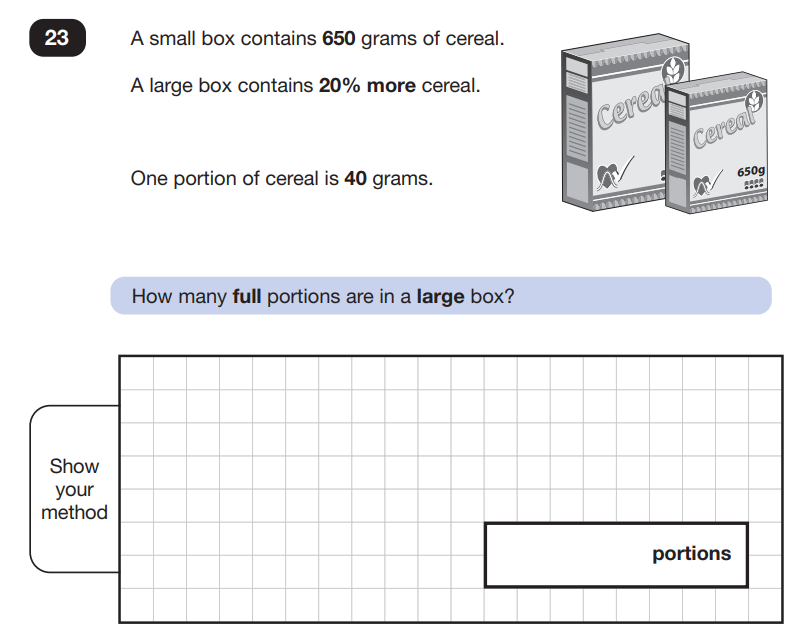 23
A small box contains 650 grams of cereal.
A large box contains 20% more cereal.
One portion of cereal is 40 grams.
Cereal
Cereal
650g
How many full portions are in a large box?
Show
your
method
portions